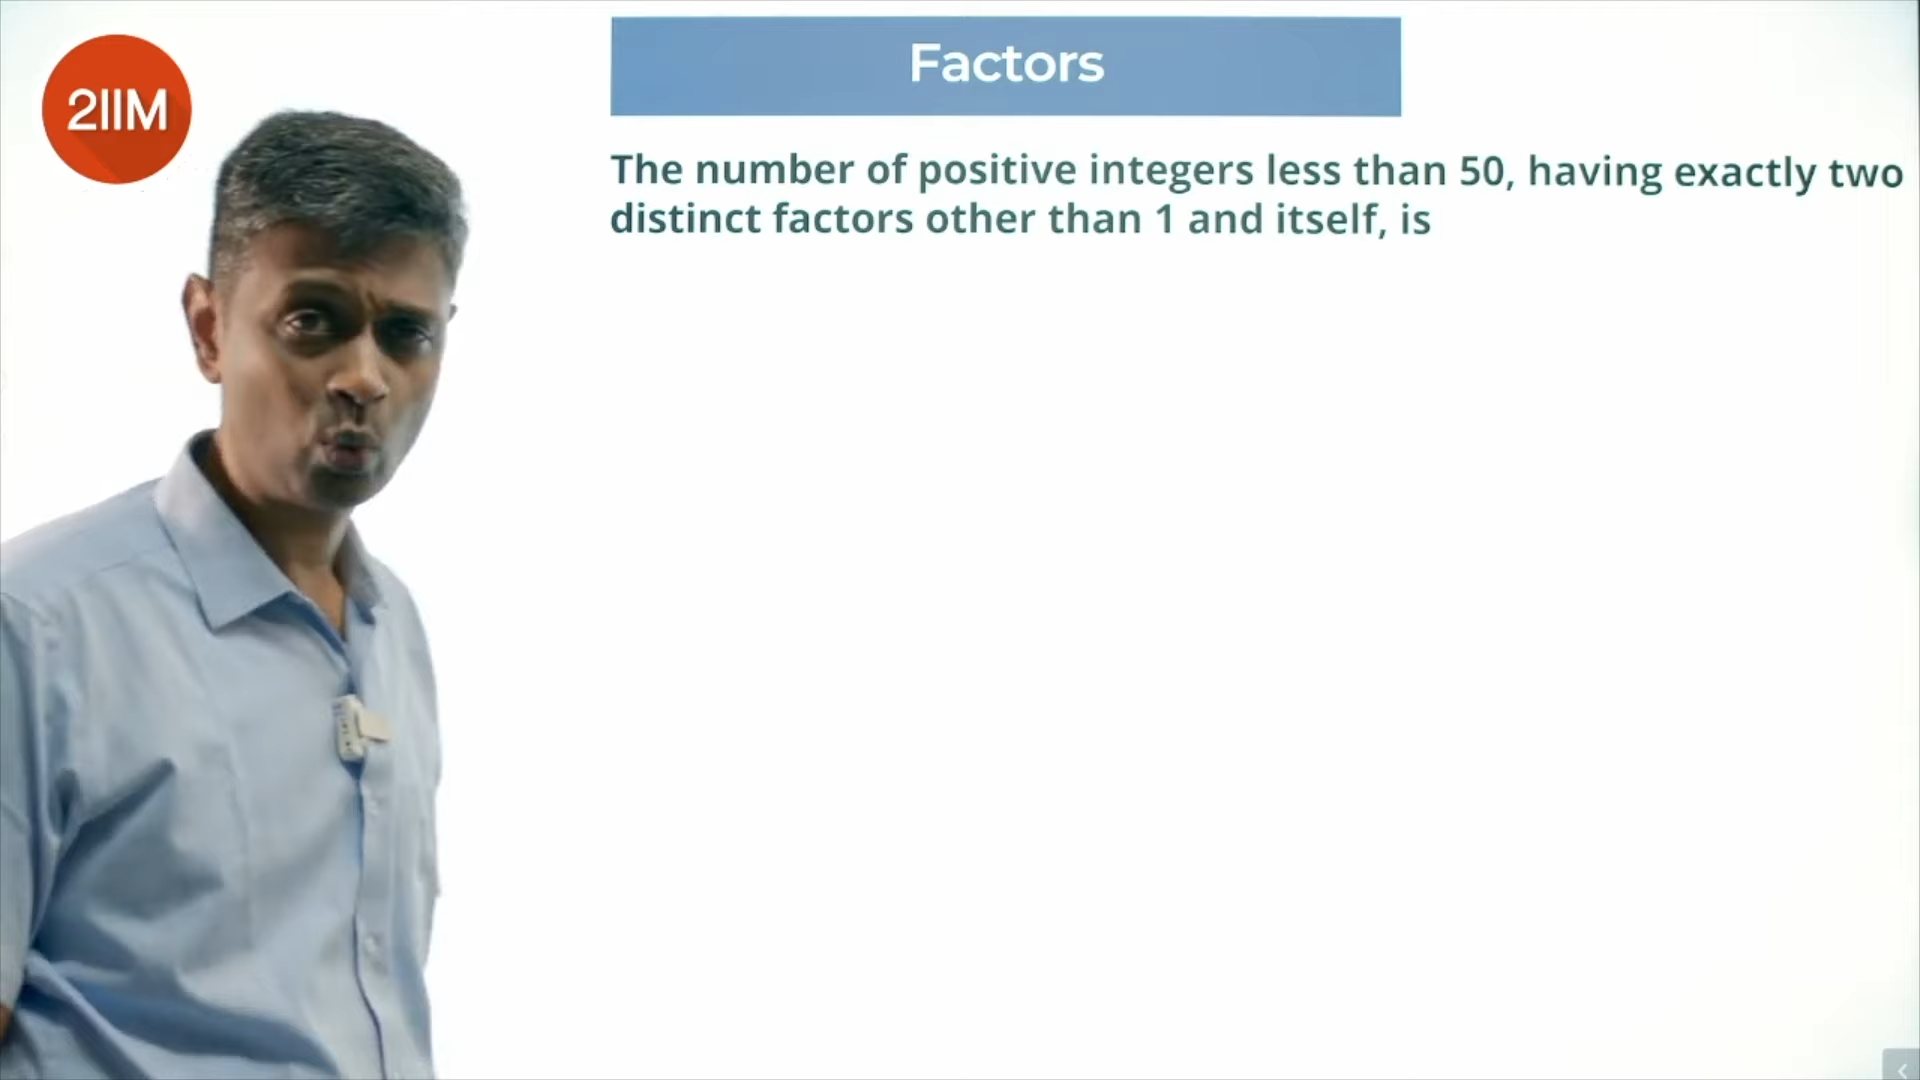 2IIM
Factors
The number of positive integers less than 50, having exactly two
distinct factors other than 1 and itself, is